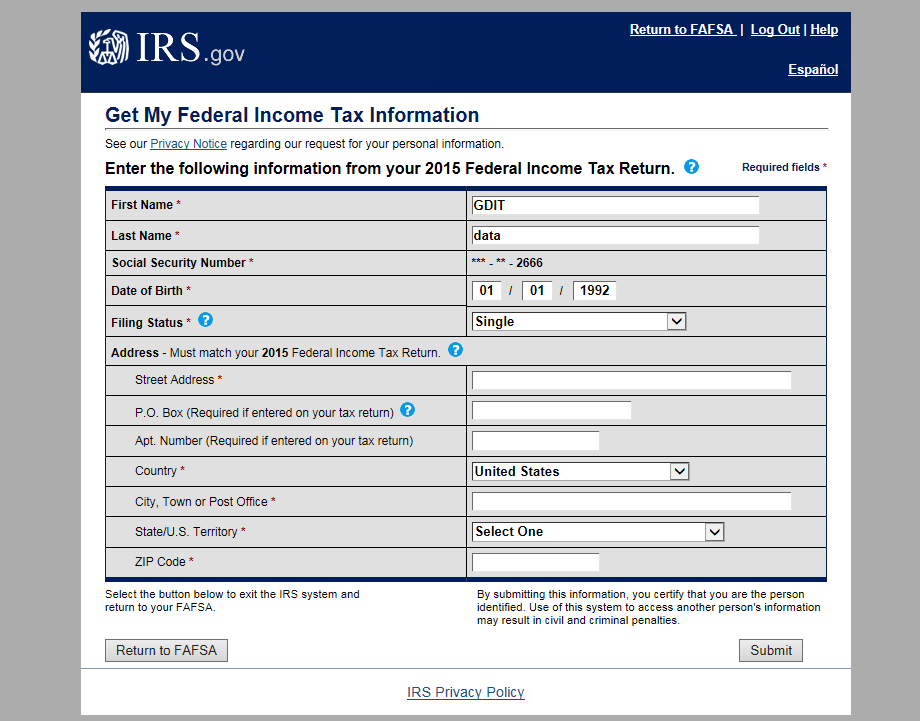 IRS.gov
Return to FAFSA | Log Out | Help
Español
Get My Federal Income Tax Information
See our Privacy Notice regarding our request for your personal information.
Enter the following information from your 2015 Federal Income Tax Return. ?
Required fields *
First Name * GDIT
Last Name * data
Social Security Number * *** - ** - 2666
Date of Birth * 01 / 01 / 1992
Filing Status * ? Single
Address - Must match your 2015 Federal Income Tax Return. ?
Street Address *
P.O. Box (Required if entered on your tax return) ?
Apt. Number (Required if entered on your tax return)
Country * United States
City, Town or Post Office *
State/U.S. Territory * Select One
ZIP Code *
Select the button below to exit the IRS system and
return to your FAFSA.
By submitting this information, you certify that you are the person
identified. Use of this system to access another person's information
may result in civil and criminal penalties.
Return to FAFSA
Submit
IRS Privacy Policy